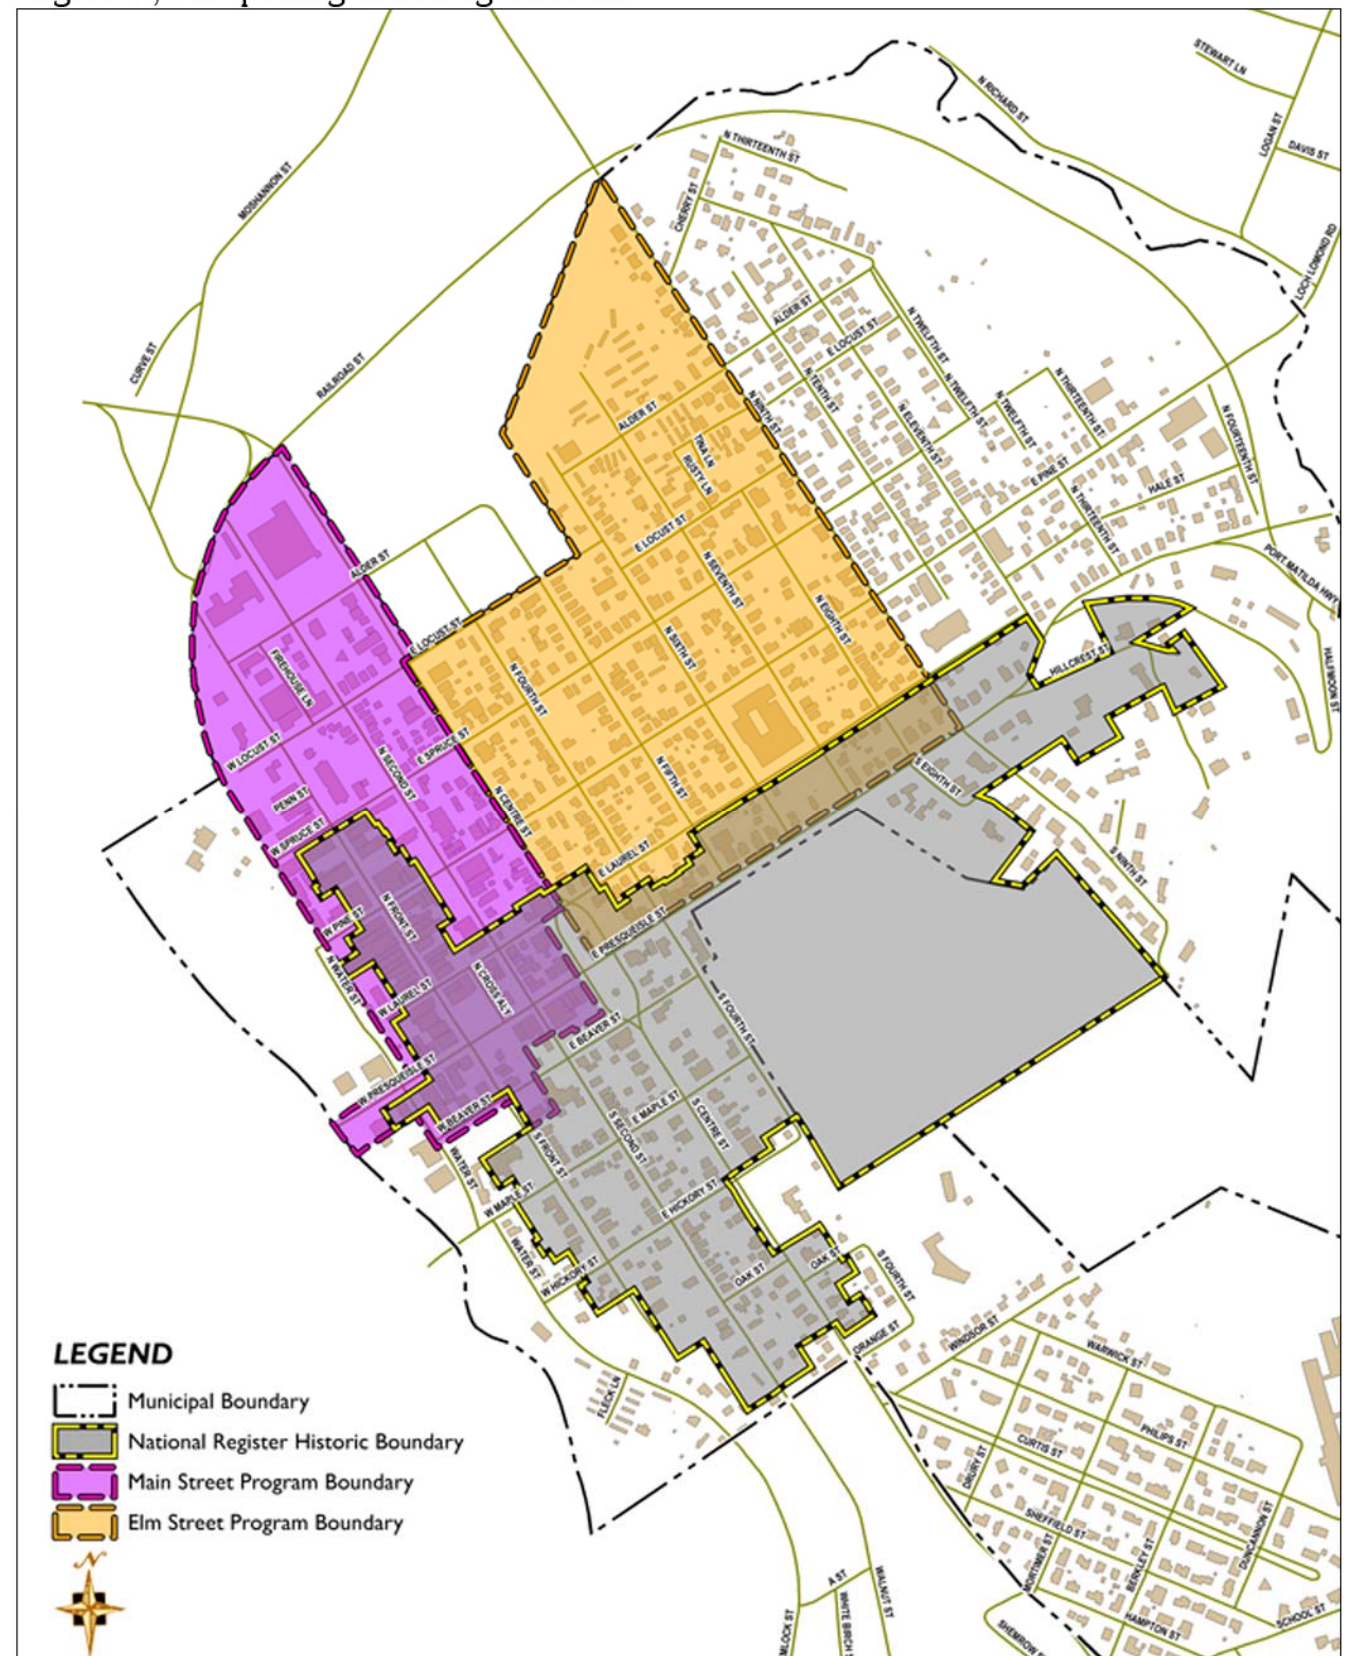 STEWART LN
N RICHARD ST
LOGAN ST
DAVIS ST
N THIRTEENTH ST
MOSHANNON ST
CHERRY ST
LOCH LOMOND RD
ALDER ST
N TWELFTH ST
E LOCUST ST
CURVE ST
RAILROAD ST
N TENTH ST
N TWELFTH ST
N THIRTEENTH ST
N NINTH ST
N TWELFTH ST
N ELEVENTH ST
N FOURTEENTH ST
ALDER ST
TINA LN
RUSTY LN
E PINE ST
HALE ST
N THIRTEENTH ST
E LOCUST ST
ALDER ST
N SEVENTH ST
PORT MATILDA HWY
N EIGHTH ST
E LOCUST ST
N SIXTH ST
HILLCREST ST
HALFMOON ST
FIREHOUSE LN
N FOURTH ST
W LOCUST ST
E SPRUCE ST
N SECOND ST
N FIFTH ST
S EIGHTH ST
PENN ST
N CENTRE ST
W SPRUCE ST
E LAUREL ST
S NINTH ST
W PINE ST
N FRONT ST
E PRESQUEISLE ST
N WATER ST
W LAUREL ST
N CROSS ALY
S FOURTH ST
E BEAVER ST
W PRESQUEISLE ST
W BEAVER ST
E MAPLE ST
S SECOND ST
S CENTRE ST
S FRONT ST
WATER ST
W MAPLE ST
E HICKORY ST
WATER ST
W HICKORY ST
OAK ST
OAK ST
S FOURTH ST
ORANGE ST
WINDSOR ST
WARWICK ST
FLECK LN
LEGEND
Municipal Boundary
National Register Historic Boundary
Main Street Program Boundary
Elm Street Program Boundary
N
PHILIPS ST
CURTIS ST
DRURY ST
SHEFFIELD ST
DUNCANNON ST
MORTIMER ST
BERKLEY ST
A ST
WALNUT ST
WHITE BIRCH S
HAMPTON ST
SCHOOL ST
MLOCK ST